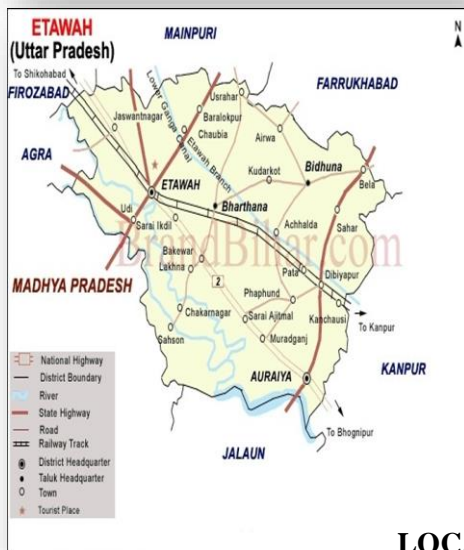 ETAWAH
(Uttar Pradesh)
MAINPURI
N
To Shikohabad
FIROZABAD
FARRUKHABAD
Usrahar
Baralokpur
Jaswantnagar
Chaubia
Airwa
Lower Ganga Canal
Etawah Branch
AGRA
Kudarkot
Bidhuna
Bela
ETAWAH
Bharthana
Udi
Sarai Ikdil
Achhalda
Sahar
BrandBihar.com
Bakewar
Lakhna
MADHYA PRADESH
2
Pata
Dibiyapur
Phaphund
Chakarnagar
Sarai Ajitmal
Kanchausi
To Kanpur
Sahson
Muradganj
National Highway
District Boundary
River
State Highway
Road
Railway Track
District Headquarter
Taluk Headquarter
Town
Tourist Place
AURAIYA
KANPUR
To Bhognipur
JALAUN
LOC